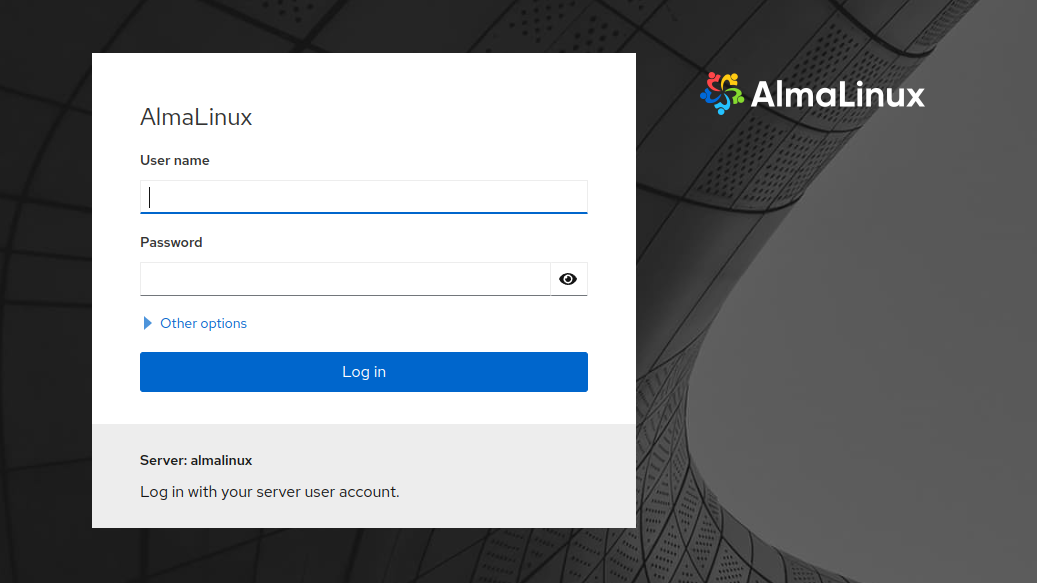 AlmaLinux
User name
Password
Other options
Log in
Server: almalinux
Log in with your server user account.
AlmaLinux